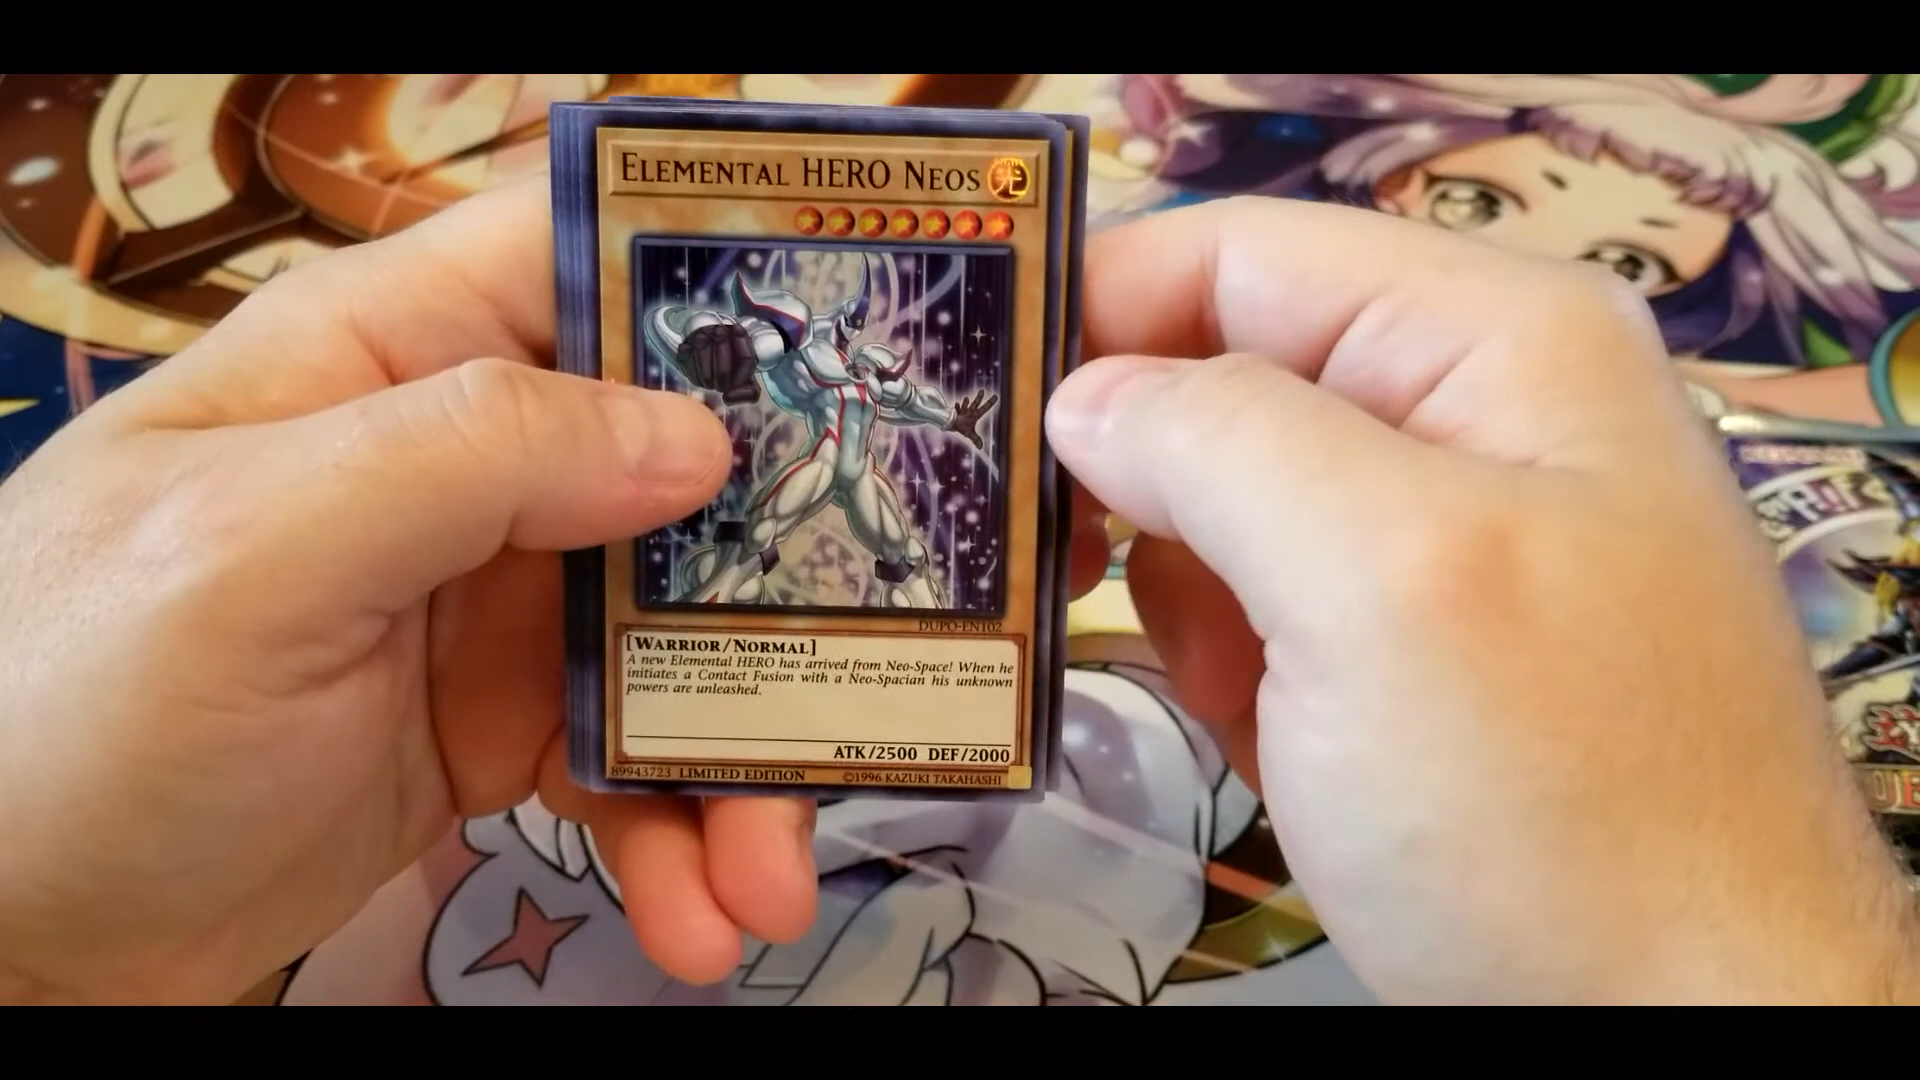 ELEMENTAL HERO NEOS
光
DUPO-EN102
[WARRIOR/NORMAL]
A new Elemental HERO has arrived from Neo-Space! When he
initiates a Contact Fusion with a Neo-Spacian his unknown
powers are unleashed.
ATK/2500 DEF/2000
89943723 LIMITED EDITION ©1996 KAZUKI TAKAHASHI